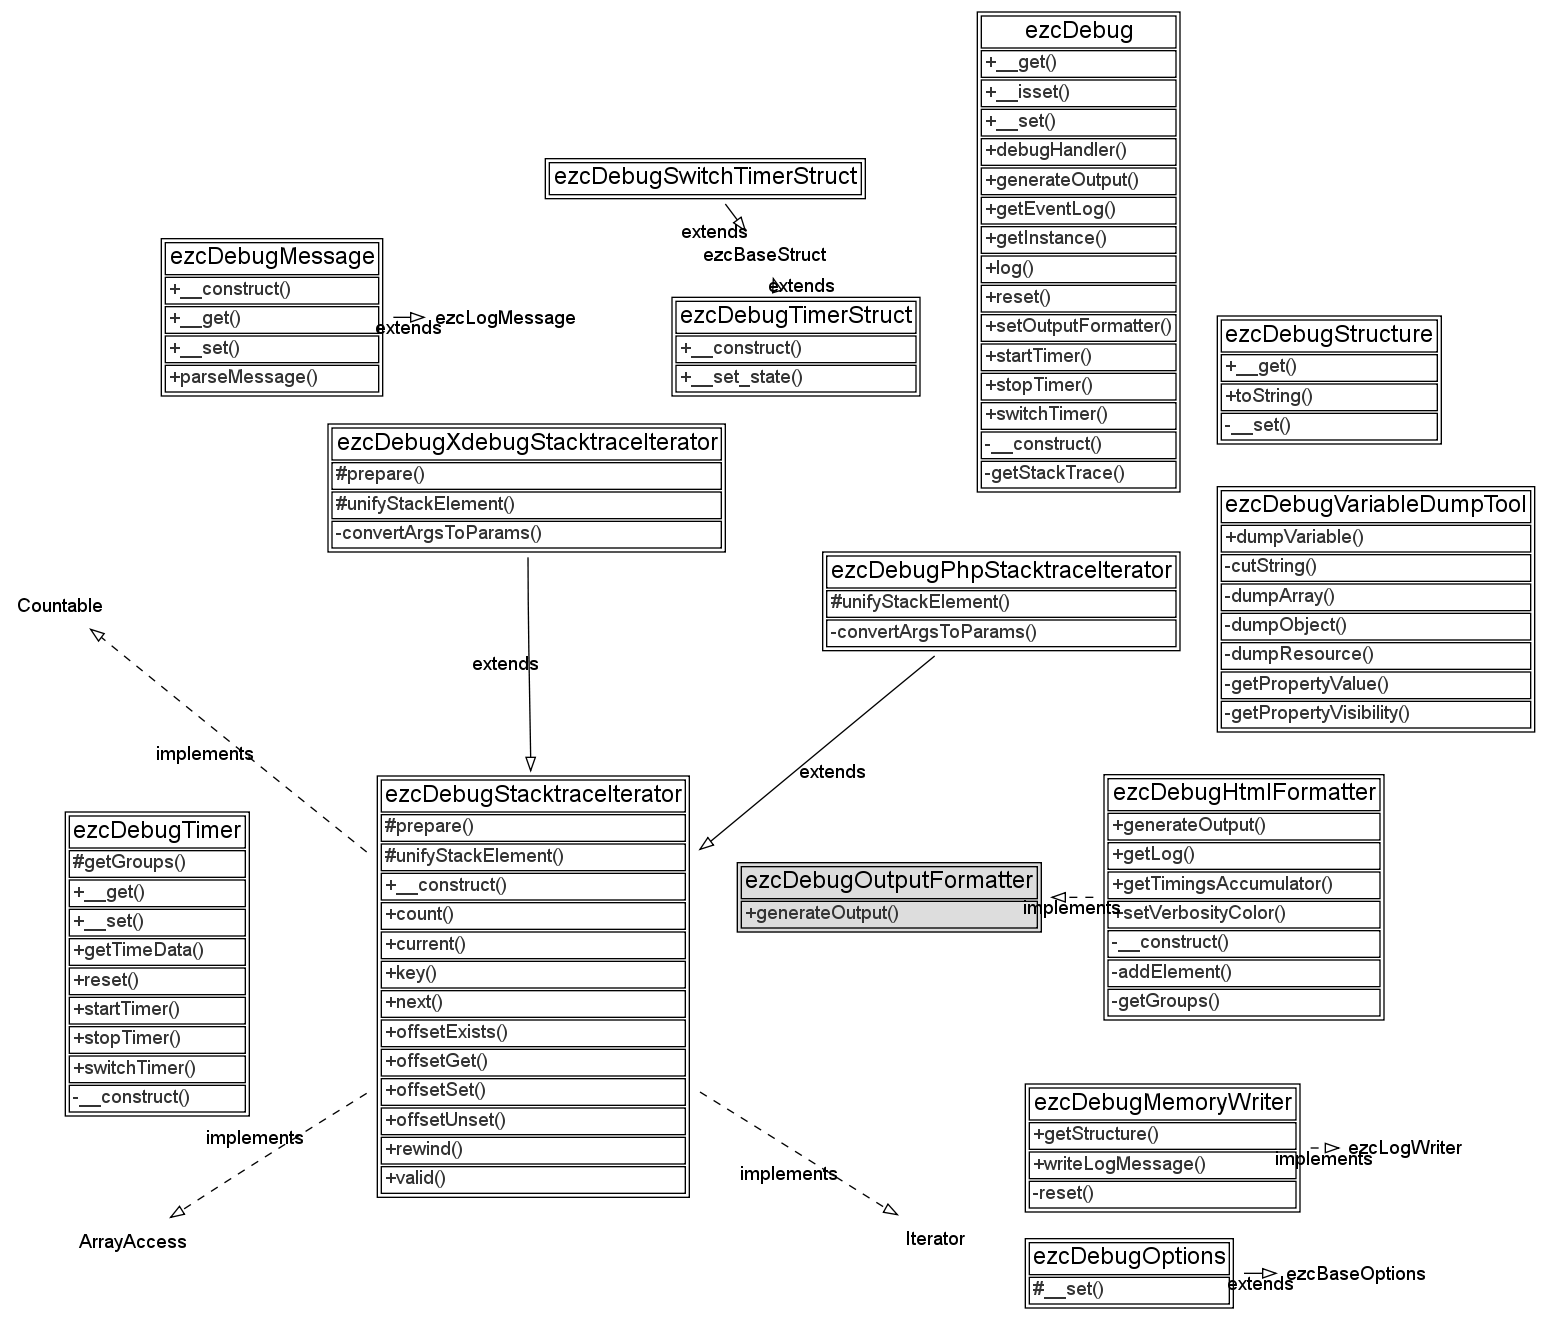 ezcDebug
+__get()
+__isset()
+__set()
+debugHandler()
+generateOutput()
+getEventLog()
+getInstance()
+log()
+reset()
+setOutputFormatter()
+startTimer()
+stopTimer()
+switchTimer()
-__construct()
-getStackTrace()
ezcDebugSwitchTimerStruct
extends
ezcBaseStruct
extends
ezcDebugTimerStruct
+__construct()
+__set_state()
ezcDebugMessage
+__construct()
+__get()
+__set()
+parseMessage()
extends
ezcLogMessage
ezcDebugStructure
+__get()
+toString()
-__set()
ezcDebugXdebugStacktraceIterator
#prepare()
#unifyStackElement()
-convertArgsToParams()
extends
ezcDebugVariableDumpTool
+dumpVariable()
-cutString()
-dumpArray()
-dumpObject()
-dumpResource()
-getPropertyValue()
-getPropertyVisibility()
ezcDebugPhpStacktraceIterator
#unifyStackElement()
-convertArgsToParams()
extends
Countable
implements
ezcDebugStacktraceIterator
#prepare()
#unifyStackElement()
+__construct()
+count()
+current()
+key()
+next()
+offsetExists()
+offsetGet()
+offsetSet()
+offsetUnset()
+rewind()
+valid()
ezcDebugTimer
#getGroups()
+__get()
+__set()
+getTimeData()
+reset()
+startTimer()
+stopTimer()
+switchTimer()
-__construct()
ezcDebugOutputFormatter
+generateOutput()
implements
ezcDebugHtmlFormatter
+generateOutput()
+getLog()
+getTimingsAccumulator()
+setVerbosityColor()
-__construct()
-addElement()
-getGroups()
implements
ArrayAccess
implements
Iterator
ezcDebugMemoryWriter
+getStructure()
+writeLogMessage()
-reset()
implements
ezcLogWriter
ezcDebugOptions
#__set()
extends
ezcBaseOptions